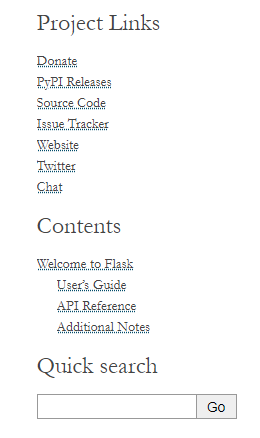 Project Links
Donate
PyPI Releases
Source Code
Issue Tracker
Website
Twitter
Chat
Contents
Welcome to Flask
User’s Guide
API Reference
Additional Notes
Quick search
Go